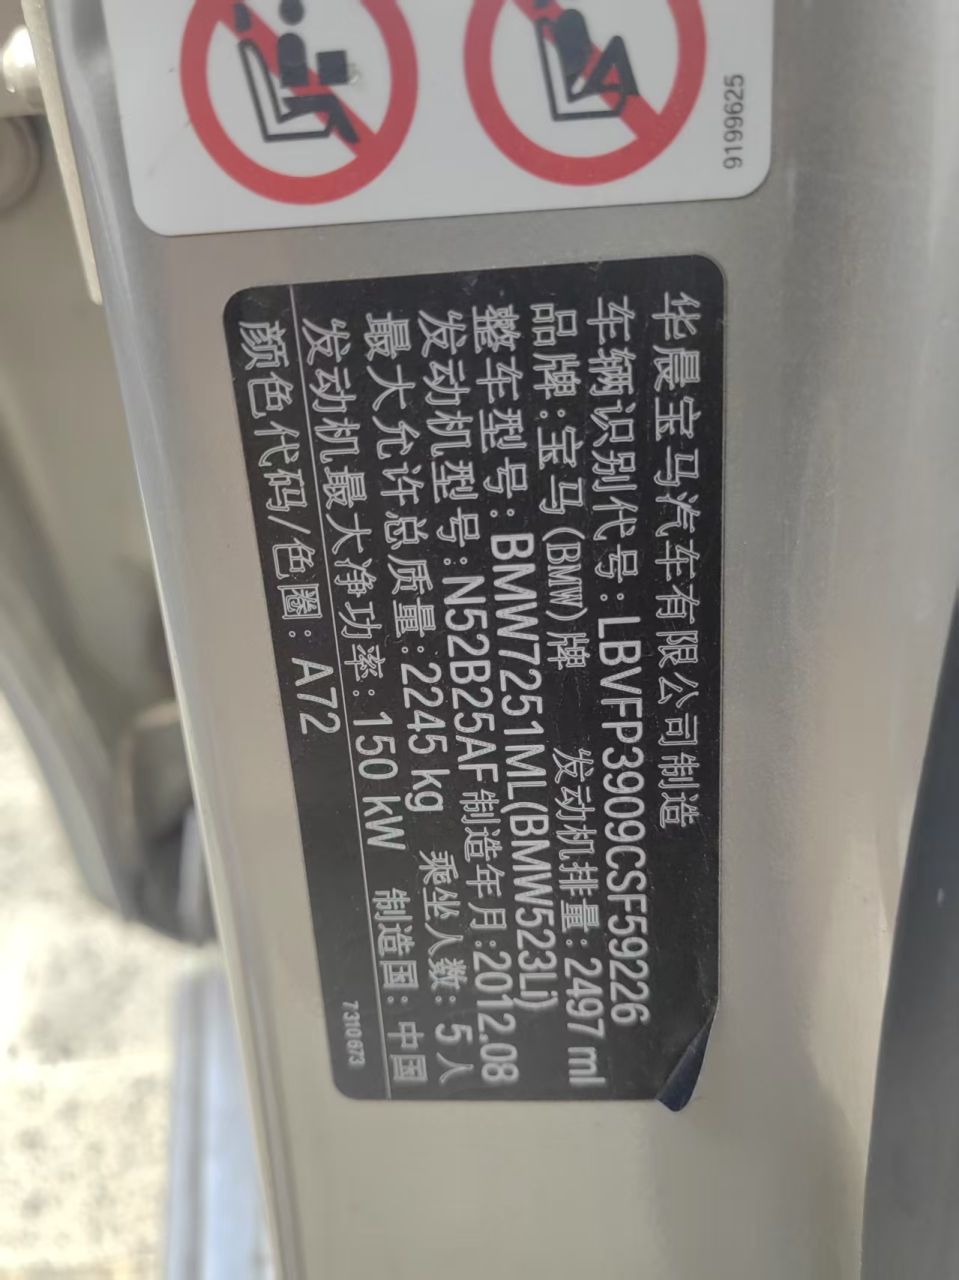 9199625
华晨宝马汽车有限公司制造
车辆识别代号：LBVFP3909CSF59226
品牌：宝马(BMW)牌 发动机排量：2497 ml
整车型号：BMW7251ML(BMW523Li)
发动机型号：N52B25AF 制造年月：2012.08
最大允许总质量：2245 kg 乘坐人数：5人
发动机最大净功率：150 kW 制造国：中国
颜色代码/色圈：A72
7310673